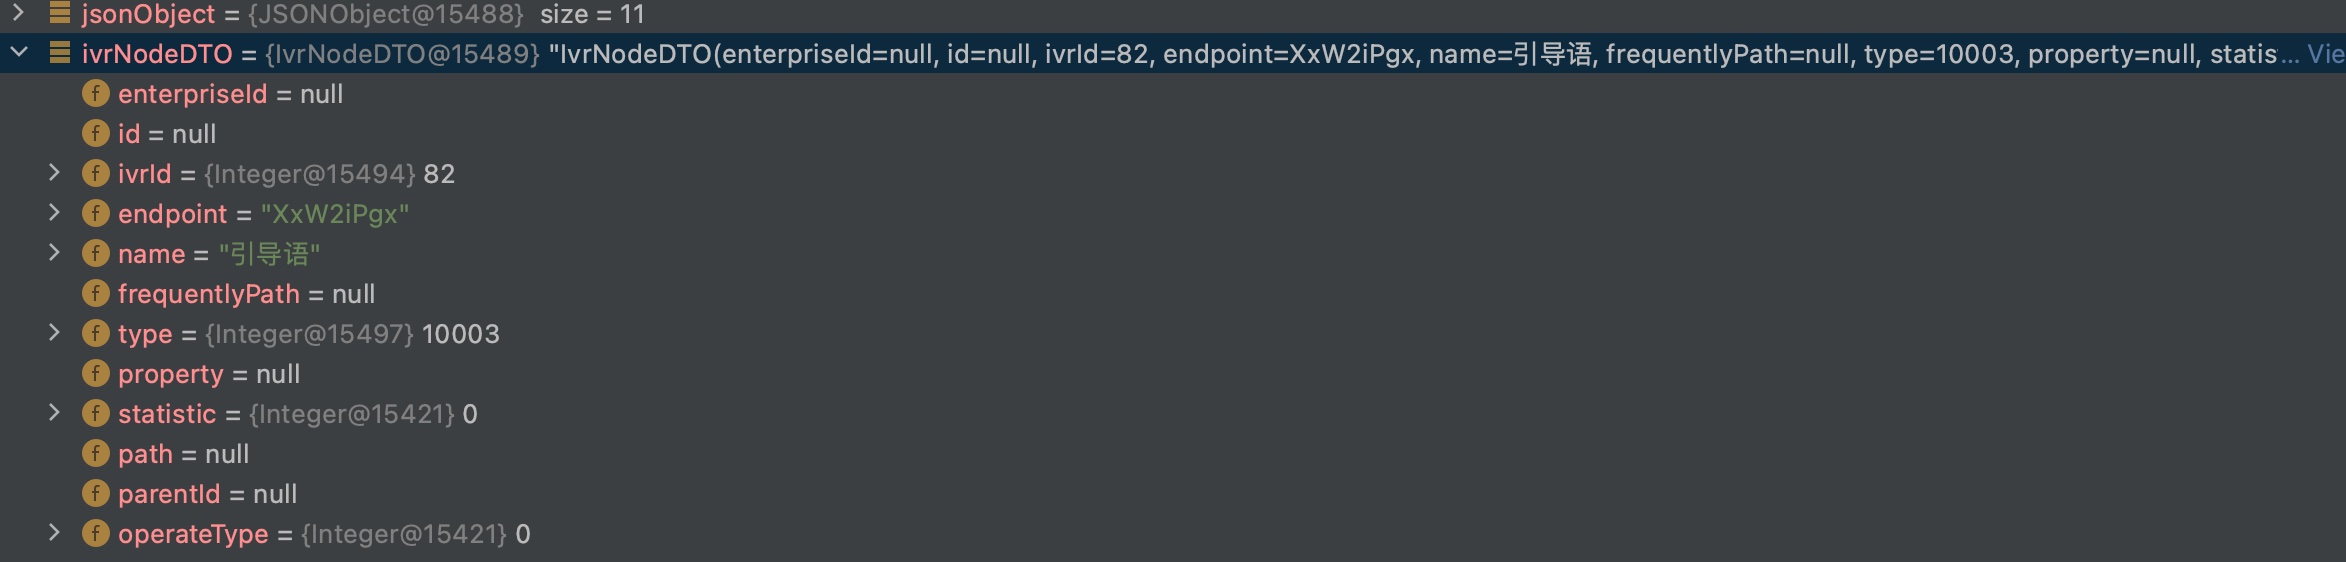 jsonObject = {JSONObject@15488} size = 11
ivrNodeDTO = {IvrNodeDTO@15489} "IvrNodeDTO(enterpriseId=null, id=null, ivrId=82, endpoint=XxW2iPgx, name=引导语, frequentlyPath=null, type=10003, property=null, statis... Vie
f enterpriseId = null
f id = null
f ivrId = {Integer@15494} 82
f endpoint = "XxW2iPgx"
f name = "引导语"
f frequentlyPath = null
f type = {Integer@15497} 10003
f property = null
f statistic = {Integer@15421} 0
f path = null
f parentId = null
f operateType = {Integer@15421} 0